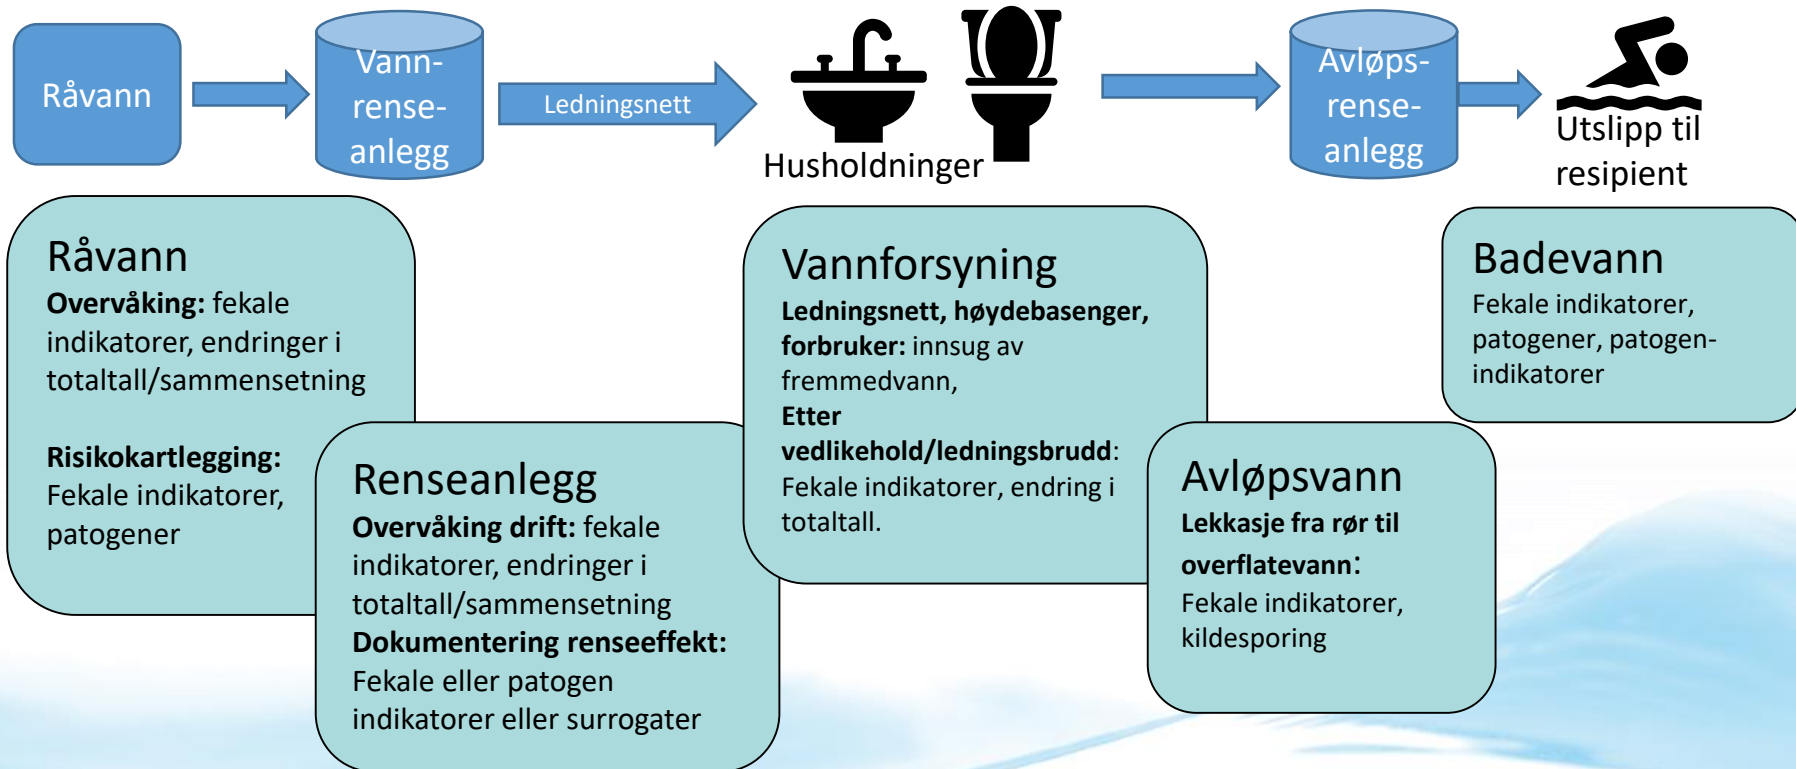 Råvann
Vann-
rense-
anlegg
Ledningsnett
Husholdninger
Avløps-
rense-
anlegg
Utslipp til
resipient
Råvann
Overvåking: fekale
indikatorer, endringer i
totaltall/sammensetning
Risikokartlegging:
Fekale indikatorer,
patogener
Renseanlegg
Overvåking drift: fekale
indikatorer, endringer i
totaltall/sammensetning
Dokumentering renseeffekt:
Fekale eller patogen
indikatorer eller surrogater
Vannforsyning
Ledningsnett, høydebasenger,
forbruker: innsug av
fremmedvann,
Etter
vedlikehold/ledningsbrudd:
Fekale indikatorer, endring i
totaltall.
Avløpsvann
Lekkasje fra rør til
overflatevann:
Fekale indikatorer,
kildesporing
Badevann
Fekale indikatorer,
patogener, patogen-
indikatorer